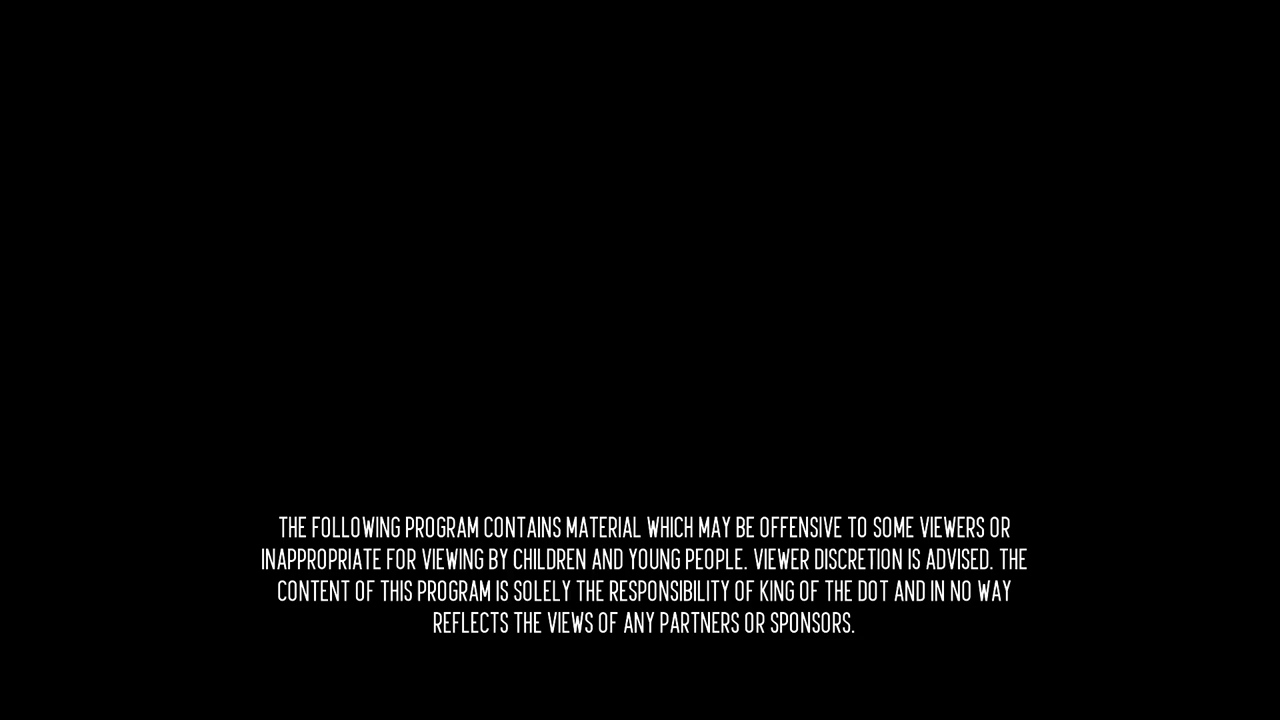 THE FOLLOWING PROGRAM CONTAINS MATERIAL WHICH MAY BE OFFENSIVE TO SOME VIEWERS OR
INAPPROPRIATE FOR VIEWING BY CHILDREN AND YOUNG PEOPLE. VIEWER DISCRETION IS ADVISED. THE
CONTENT OF THIS PROGRAM IS SOLELY THE RESPONSIBILITY OF KING OF THE DOT AND IN NO WAY
REFLECTS THE VIEWS OF ANY PARTNERS OR SPONSORS.